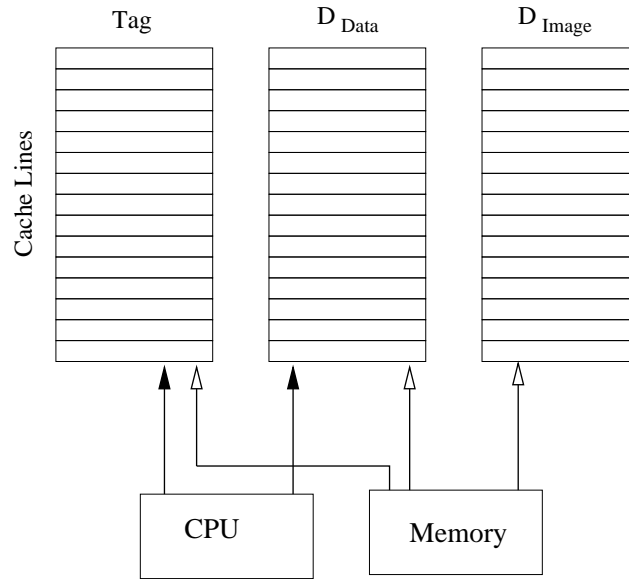 Tag
D Data
D Image
Cache Lines
CPU
Memory